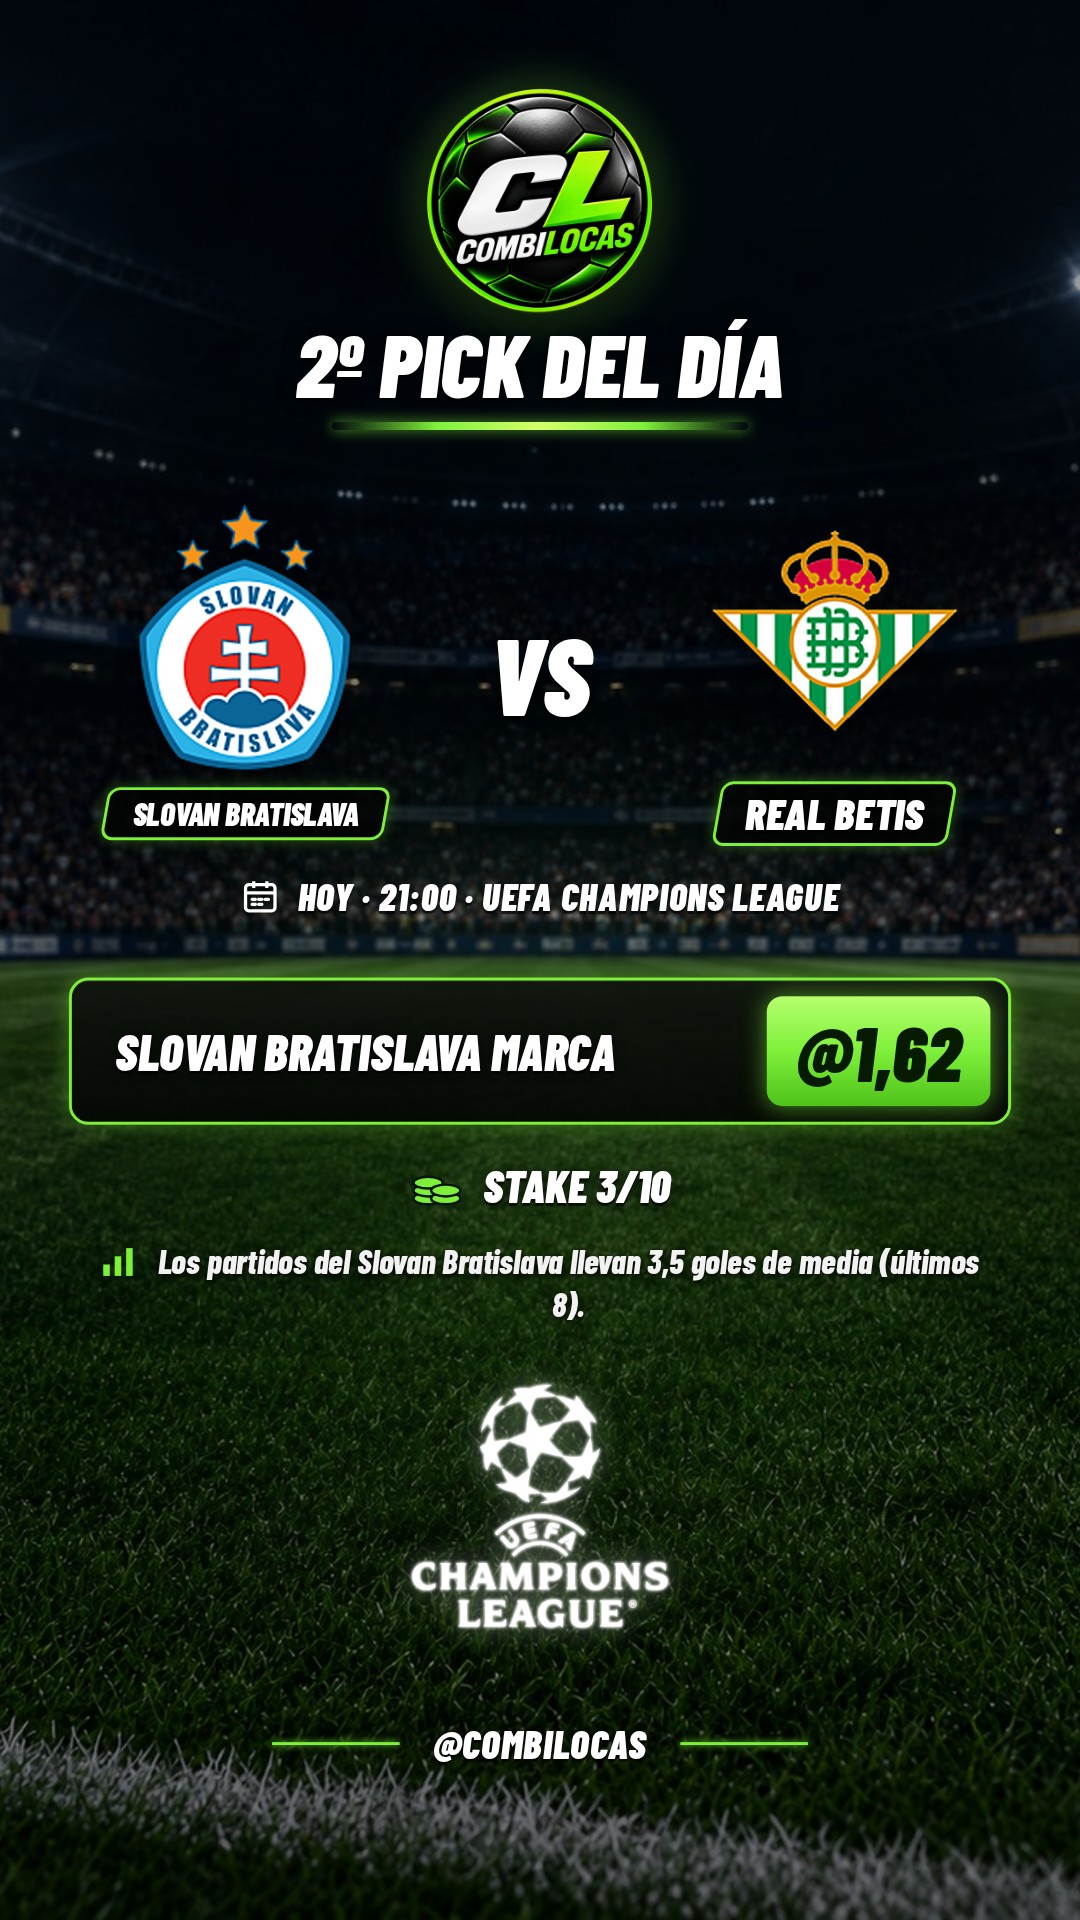 CL
COMBILOCAS
2º PICK DEL DÍA
SLOVAN
BRATISLAVA
VS
SLOVAN BRATISLAVA
REAL BETIS
HOY · 21:00 · UEFA CHAMPIONS LEAGUE
SLOVAN BRATISLAVA MARCA
@1,62
STAKE 3/10
Los partidos del Slovan Bratislava llevan 3,5 goles de media (últimos
8).
UEFA
CHAMPIONS
LEAGUE®
@COMBILOCAS